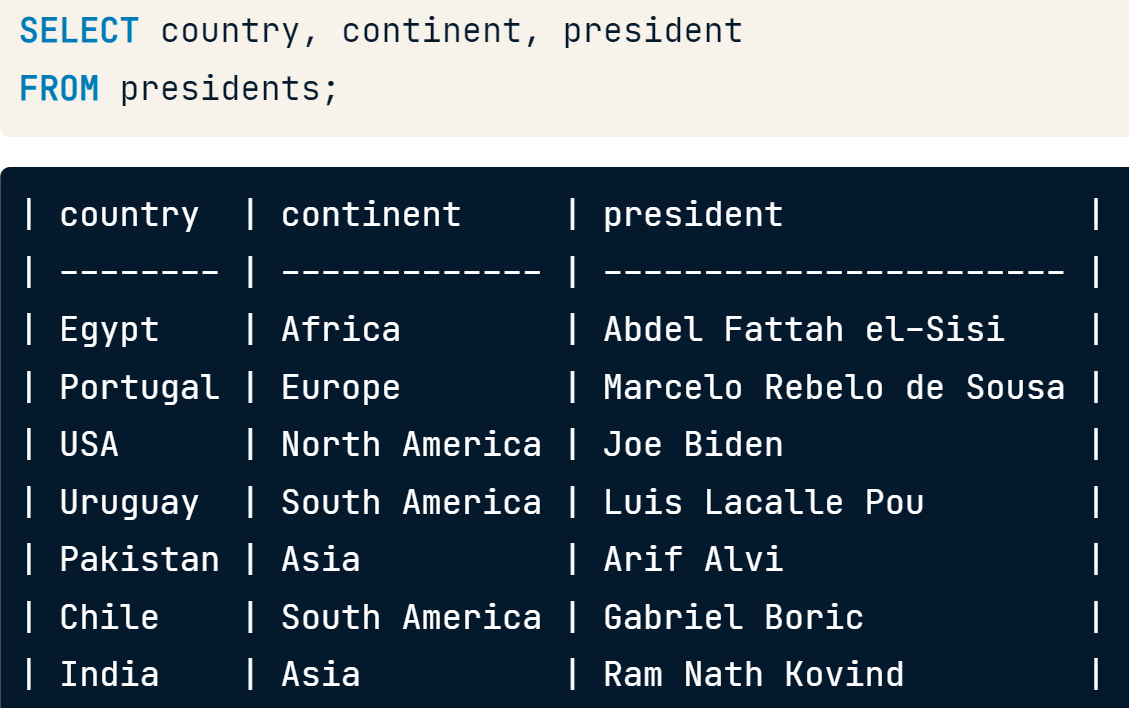 SELECT country, continent, president
FROM presidents;
| country  | continent     | president               |
| -------- | ------------- | ----------------------- |
| Egypt    | Africa        | Abdel Fattah el-Sisi    |
| Portugal | Europe        | Marcelo Rebelo de Sousa |
| USA      | North America | Joe Biden               |
| Uruguay  | South America | Luis Lacalle Pou        |
| Pakistan | Asia          | Arif Alvi               |
| Chile    | South America | Gabriel Boric           |
| India    | Asia          | Ram Nath Kovind         |